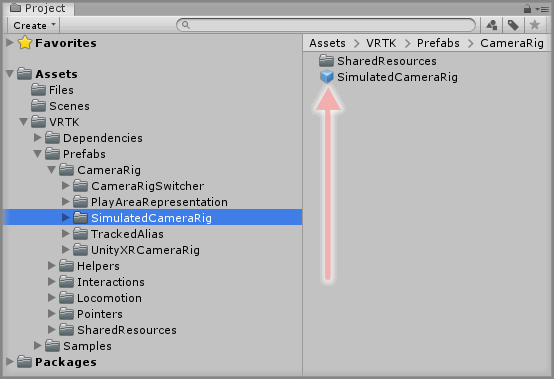 Project
Create
Favorites
Assets
Files
Scenes
VRTK
Dependencies
Prefabs
CameraRig
CameraRigSwitcher
PlayAreaRepresentation
SimulatedCameraRig
TrackedAlias
UnityXRCameraRig
Helpers
Interactions
Locomotion
Pointers
SharedResources
Samples
Packages
Assets > VRTK > Prefabs > CameraRig
SharedResources
SimulatedCameraRig